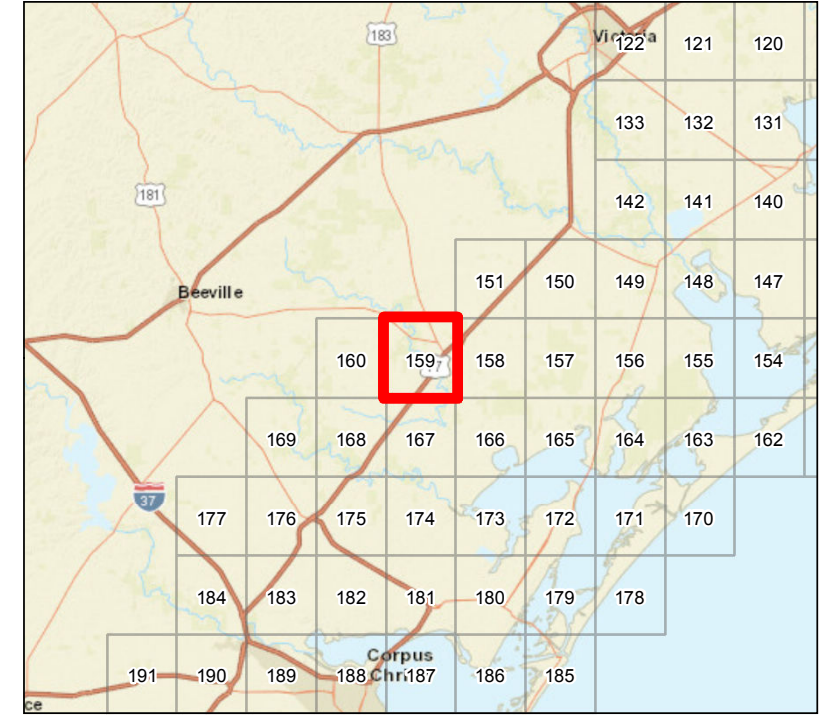 183
Victoria
122 121 120
133 132 131
181
142 141 140
Beeville
151 150 149 148 147
160 159 158 157 156 155 154
169 168 167 166 165 164 163 162
37
177 176 175 174 173 172 171 170
184 183 182 181 180 179 178
Corpus
Christi
191 190 189 188 187 186 185
ce